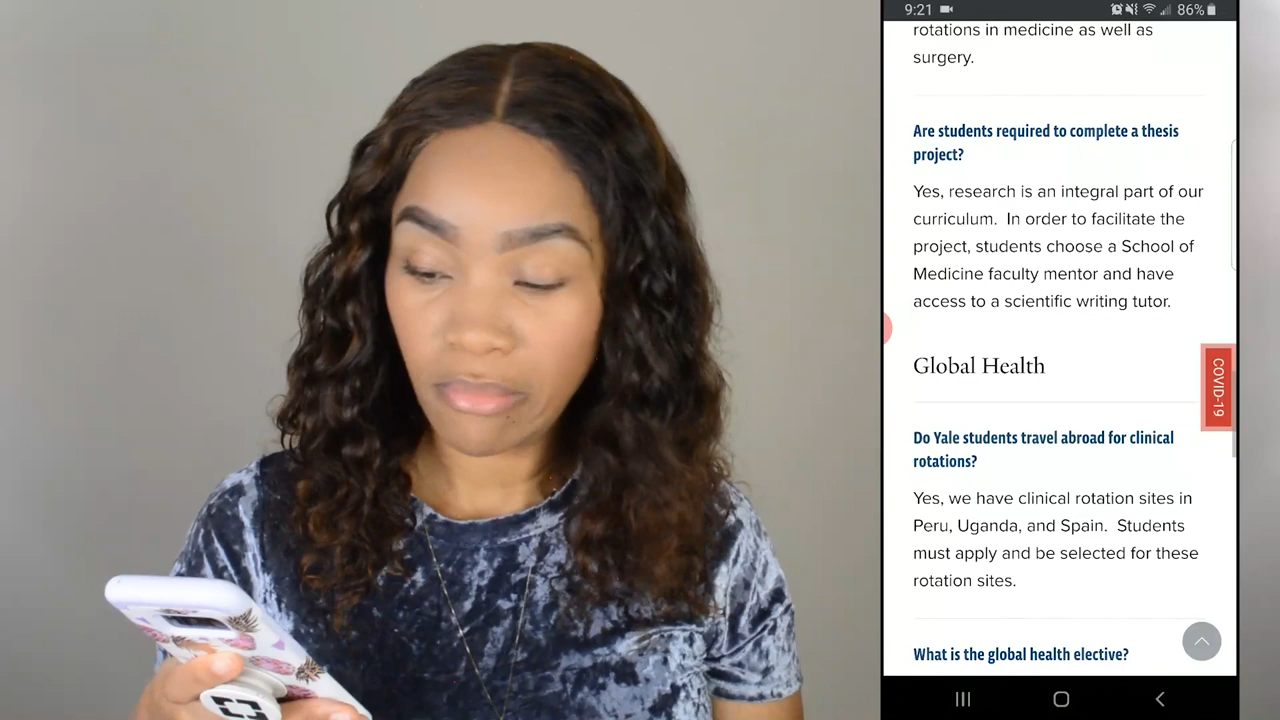 9:21
86%
rotations in medicine as well as
surgery.
Are students required to complete a thesis
project?
Yes, research is an integral part of our
curriculum. In order to facilitate the
project, students choose a School of
Medicine faculty mentor and have
access to a scientific writing tutor.
Global Health
COVID-19
Do Yale students travel abroad for clinical
rotations?
Yes, we have clinical rotation sites in
Peru, Uganda, and Spain. Students
must apply and be selected for these
rotation sites.
What is the global health elective?